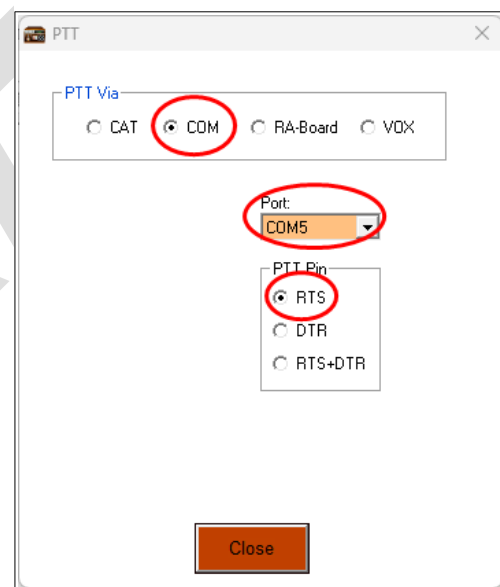 PTT
PTT Via
CAT COM RA-Board VOX
Port:
COM5
PTT Pin
RTS
DTR
RTS+DTR
Close